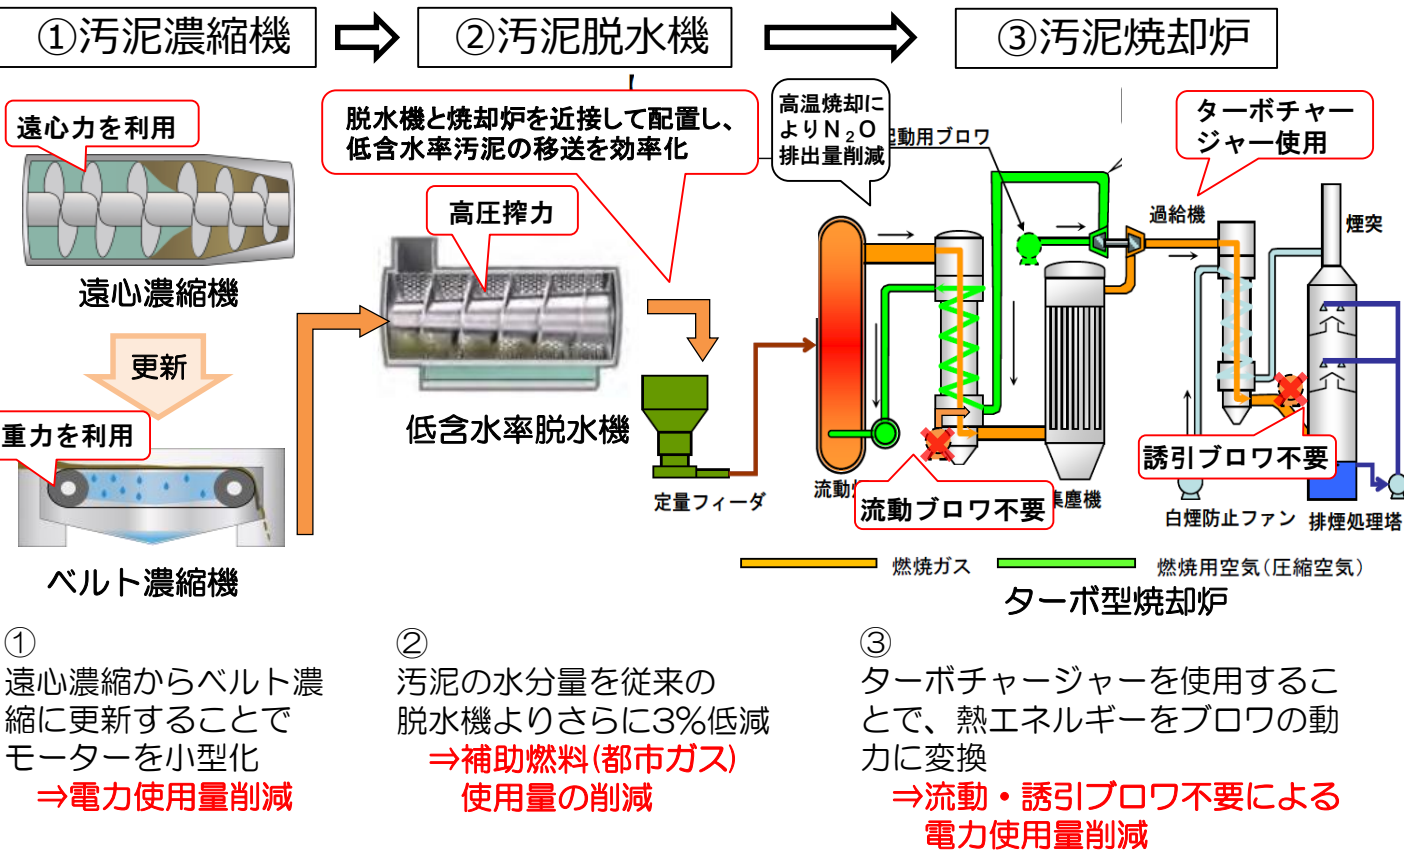 ①汚泥濃縮機
②汚泥脱水機
③汚泥焼却炉
遠心力を利用
遠心濃縮機
更新
重力を利用
ベルト濃縮機
脱水機と焼却炉を近接して配置し、
低含水率汚泥の移送を効率化
高圧搾力
低含水率脱水機
定量フィーダ
高温焼却に
よりN₂O
排出量削減
起動用ブロワ
ターボチャー
ジャー使用
過給機
煙突
流動
流動ブロワ不要
集塵機
誘引ブロワ不要
白煙防止ファン
排煙処理塔
燃焼ガス
燃焼用空気(圧縮空気)
ターボ型焼却炉
①
遠心濃縮からベルト濃
縮に更新することで
モーターを小型化
⇒電力使用量削減
②
汚泥の水分量を従来の
脱水機よりさらに3%低減
⇒補助燃料(都市ガス)
使用量の削減
③
ターボチャージャーを使用するこ
とで、熱エネルギーをブロワの動
力に変換
⇒流動・誘引ブロワ不要による
電力使用量削減